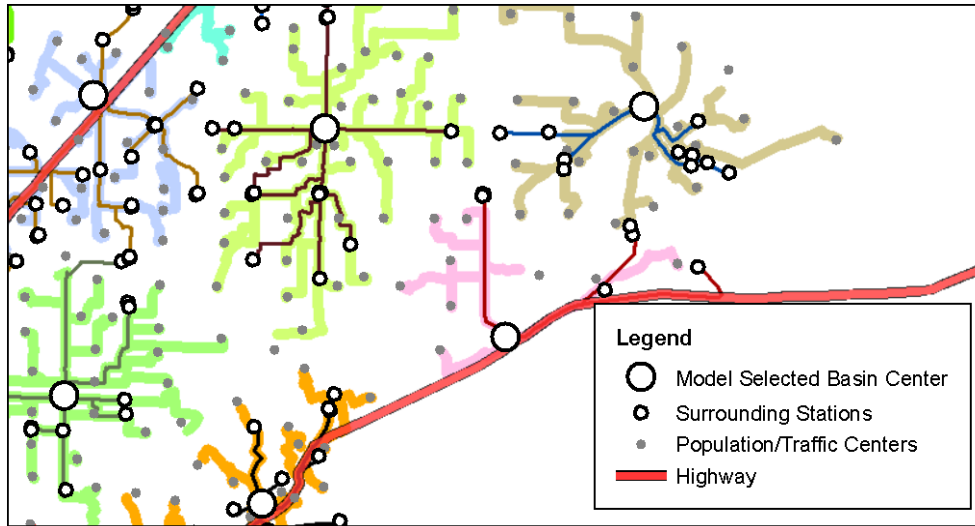 Legend
Model Selected Basin Center
Surrounding Stations
Population/Traffic Centers
Highway